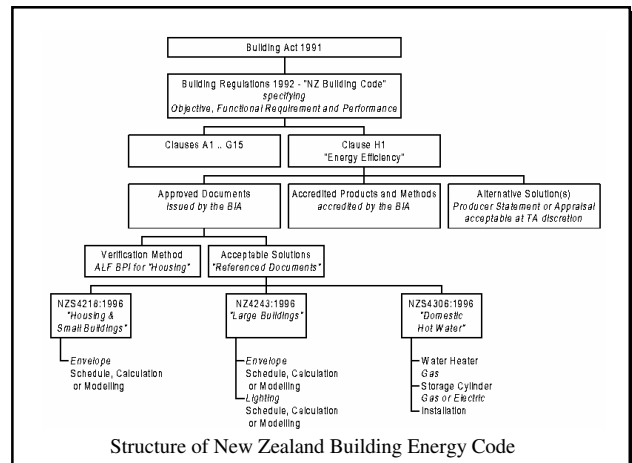 Building Act 1991
Building Regulations 1992 - "NZ Building Code"
specifying
Objective, Functional Requirement and Performance
Clauses A1 .. G15
Clause H1
"Energy Efficiency"
Approved Documents
issued by the BIA
Accredited Products and Methods
accredited by the BIA
Alternative Solution(s)
Producer Statement or Appraisal
acceptable at TA discretion
Verification Method
ALF BPI for "Housing"
Acceptable Solutions
"Referenced Documents"
NZS4218:1996
"Housing &
Small Buildings"
NZ4243:1996
"Large Buildings"
NZS4306:1996
"Domestic
Hot Water"
Envelope
Schedule, Calculation
or Modelling
Envelope
Schedule, Calculation
or Modelling
Lighting
Schedule, Calculation
or Modelling
Water Heater
Gas
Storage Cylinder
Gas or Electric
Installation
Structure of New Zealand Building Energy Code